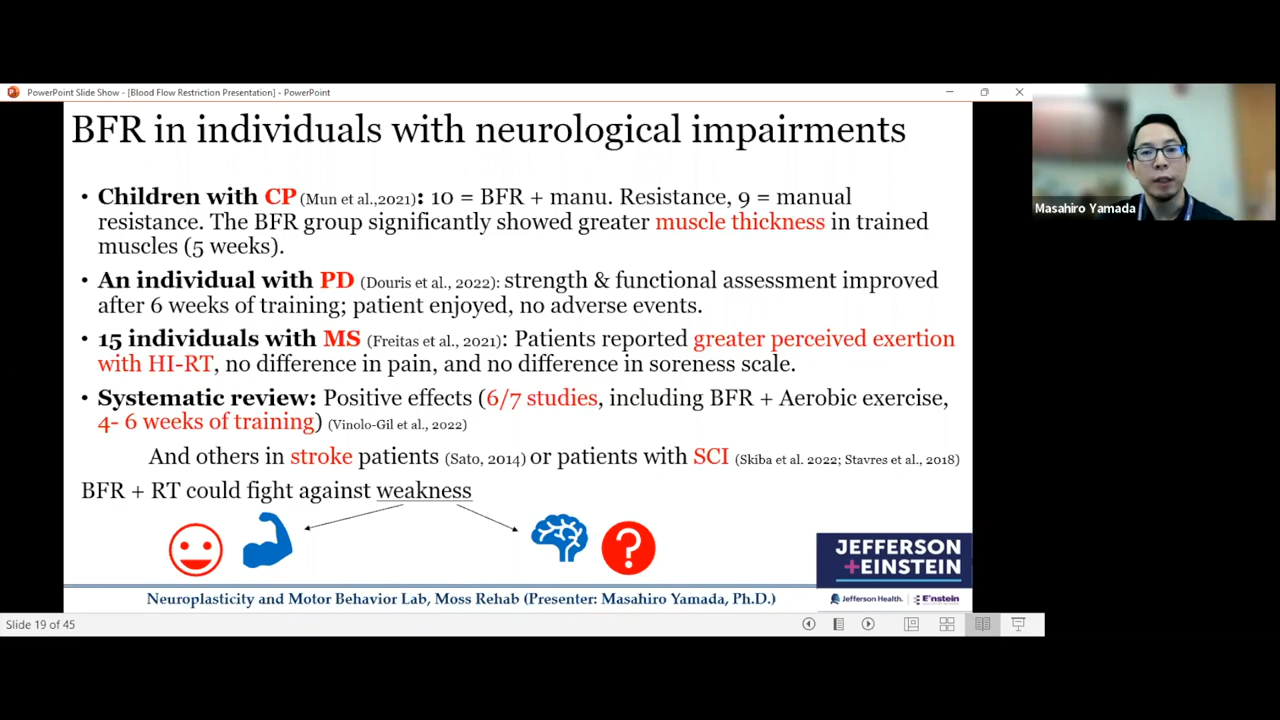 PowerPoint Slide Show - [Blood Flow Restriction Presentation] - PowerPoint
BFR in individuals with neurological impairments
• Children with CP (Mun et al.,2021): 10 = BFR + manu. Resistance, 9 = manual
resistance. The BFR group significantly showed greater muscle thickness in trained
muscles (5 weeks).
• An individual with PD (Douris et al., 2022): strength & functional assessment improved
after 6 weeks of training; patient enjoyed, no adverse events.
• 15 individuals with MS (Freitas et al., 2021): Patients reported greater perceived exertion
with HI-RT, no difference in pain, and no difference in soreness scale.
• Systematic review: Positive effects (6/7 studies, including BFR + Aerobic exercise,
4- 6 weeks of training) (Vinolo-Gil et al., 2022)
And others in stroke patients (Sato, 2014) or patients with SCI (Skiba et al. 2022; Stavres et al., 2018)
BFR + RT could fight against weakness
?
JEFFERSON
+EINSTEIN
Jefferson Health. | Einstein
Neuroplasticity and Motor Behavior Lab, Moss Rehab (Presenter: Masahiro Yamada, Ph.D.)
Slide 19 of 45
Masahiro Yamada